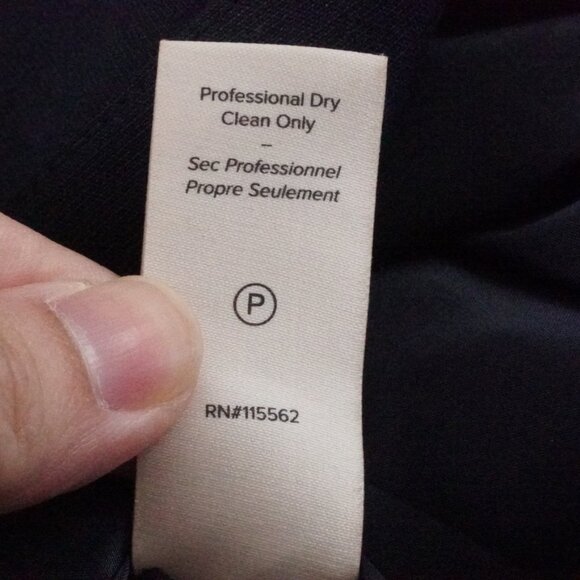 Professional Dry
Clean Only
–
Sec Professionnel
Propre Seulement
P
RN#115562